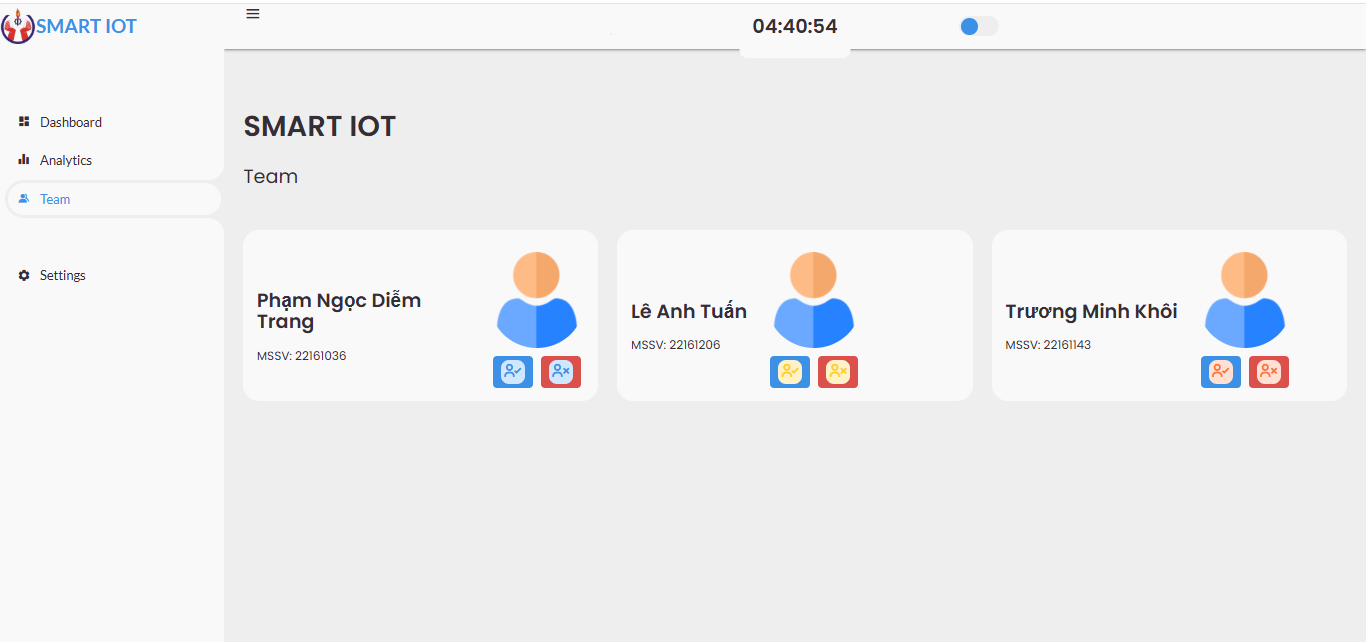 SMART IOT
04:40:54
Dashboard
Analytics
Team
Settings
SMART IOT
Team
Phạm Ngọc Diễm
Trang
MSSV: 22161036
Lê Anh Tuấn
MSSV: 22161206
Trương Minh Khôi
MSSV: 22161143